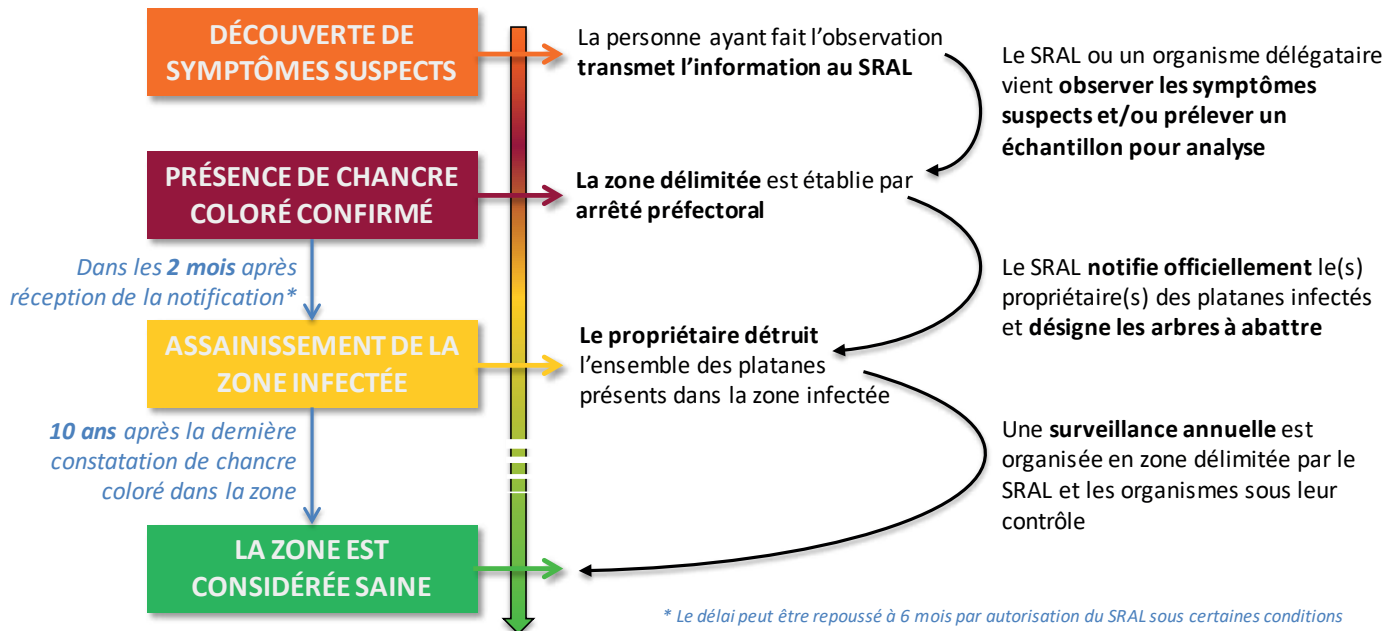 DÉCOUVERTE DE
SYMPTÔMES SUSPECTS
La personne ayant fait l'observation
transmet l'information au SRAL
Le SRAL ou un organisme délégataire
vient observer les symptômes
suspects et/ou prélever un
échantillon pour analyse
PRÉSENCE DE CHANCRE
COLORÉ CONFIRMÉ
La zone délimitée est établie par
arrêté préfectoral
Dans les 2 mois après
réception de la notification*
Le SRAL notifie officiellement le(s)
propriétaire(s) des platanes infectés
et désigne les arbres à abattre
ASSAINISSEMENT DE LA
ZONE INFECTÉE
Le propriétaire détruit
l'ensemble des platanes
présents dans la zone infectée
10 ans après la dernière
constatation de chancre
coloré dans la zone
Une surveillance annuelle est
organisée en zone délimitée par le
SRAL et les organismes sous leur
contrôle
LA ZONE EST
CONSIDÉRÉE SAINE
* Le délai peut être repoussé à 6 mois par autorisation du SRAL sous certaines conditions